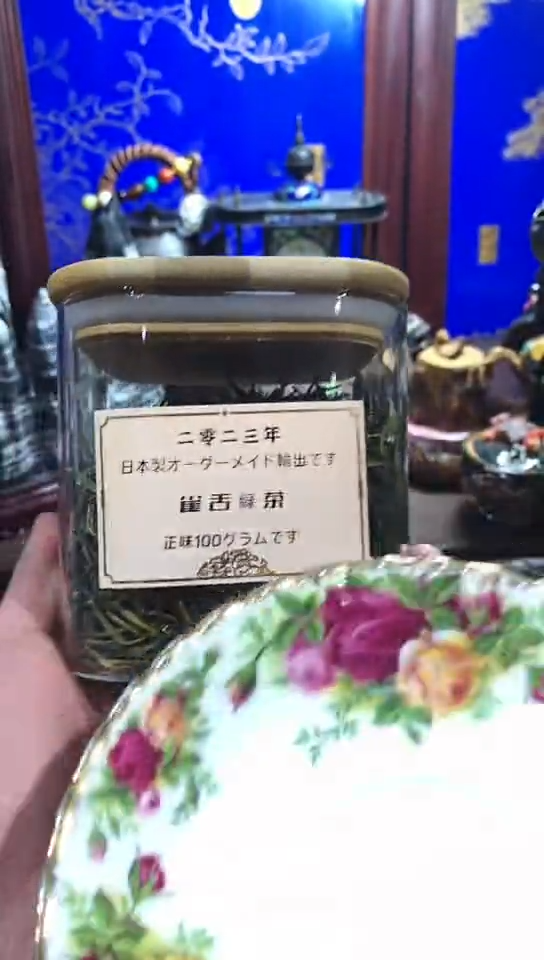 二零二三年
日本製オーダーメイド輸出です
雀舌緑茶
正味100グラムです